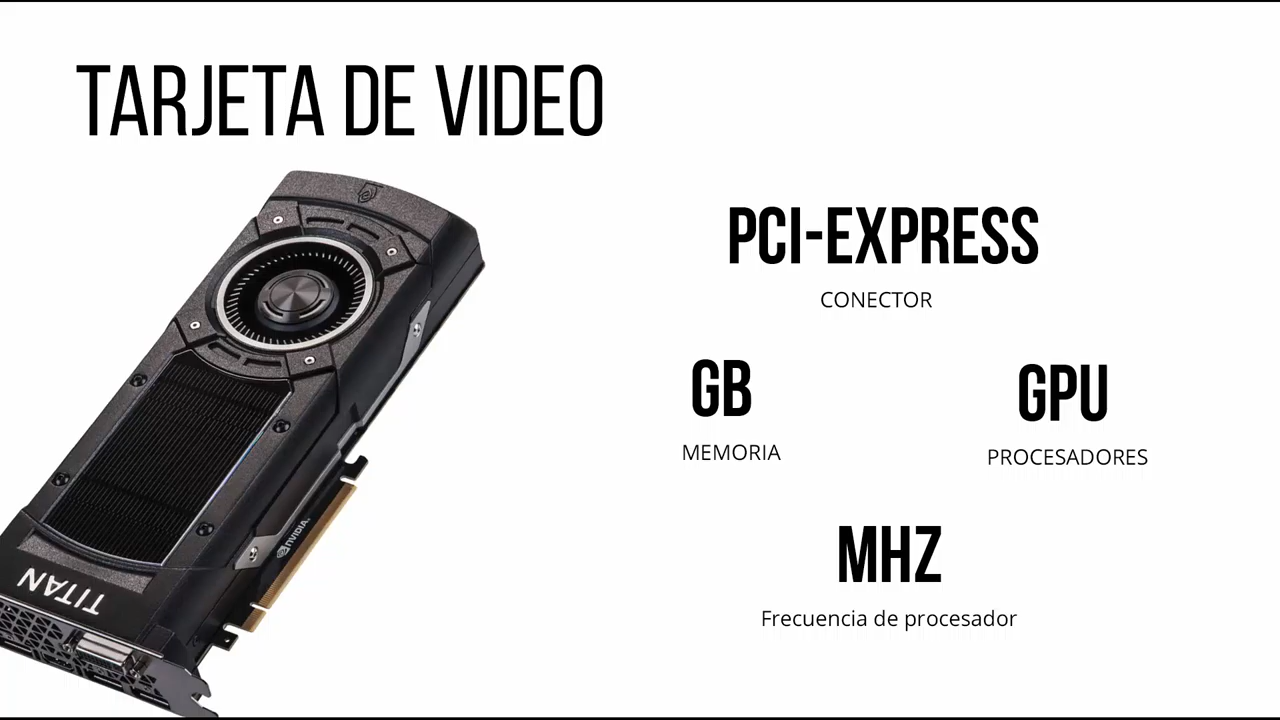 TARJETA DE VIDEO
PCI-EXPRESS
CONECTOR
GB
MEMORIA
GPU
PROCESADORES
MHZ
Frecuencia de procesador
NVIDIA.
TITAN